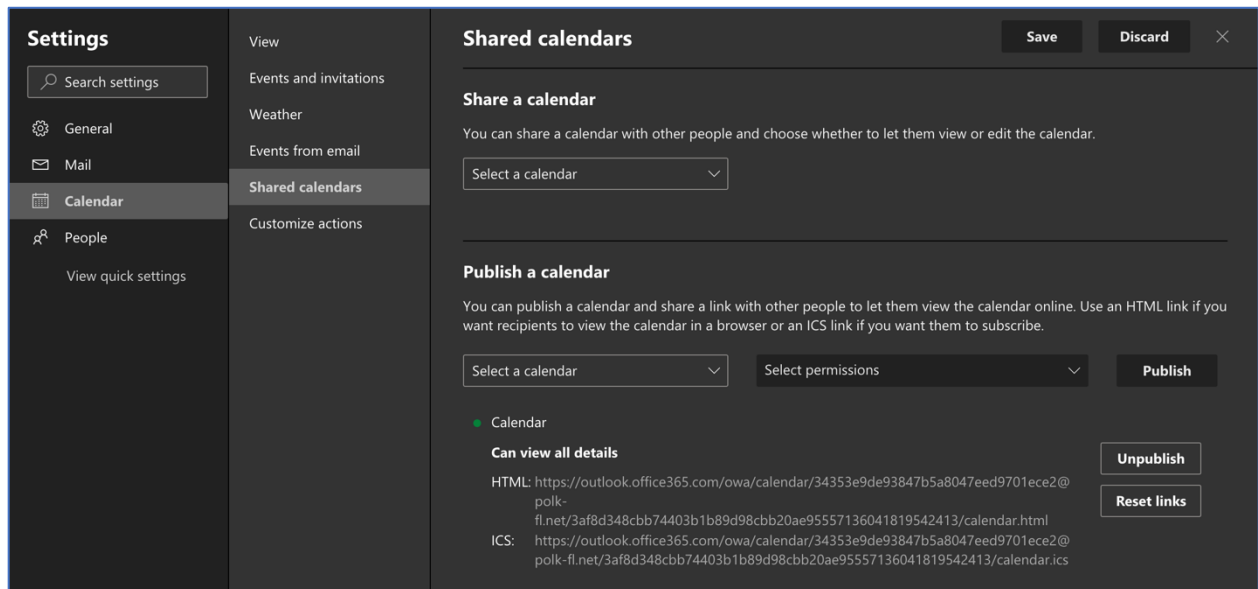 Settings
Search settings
General
Mail
Calendar
People
View quick settings
View
Events and invitations
Weather
Events from email
Shared calendars
Customize actions
Shared calendars
Save
Discard
Share a calendar
You can share a calendar with other people and choose whether to let them view or edit the calendar.
Select a calendar
Publish a calendar
You can publish a calendar and share a link with other people to let them view the calendar online. Use an HTML link if you
want recipients to view the calendar in a browser or an ICS link if you want them to subscribe.
Select a calendar
Select permissions
Publish
Calendar
Can view all details
Unpublish
HTML: https://outlook.office365.com/owa/calendar/34353e9de93847b5a8047eed9701ece2@
polk-
fl.net/3af8d348cbb74403b1b89d98cbb20ae95557136041819542413/calendar.html
Reset links
ICS: https://outlook.office365.com/owa/calendar/34353e9de93847b5a8047eed9701ece2@
polk-fl.net/3af8d348cbb74403b1b89d98cbb20ae95557136041819542413/calendar.ics